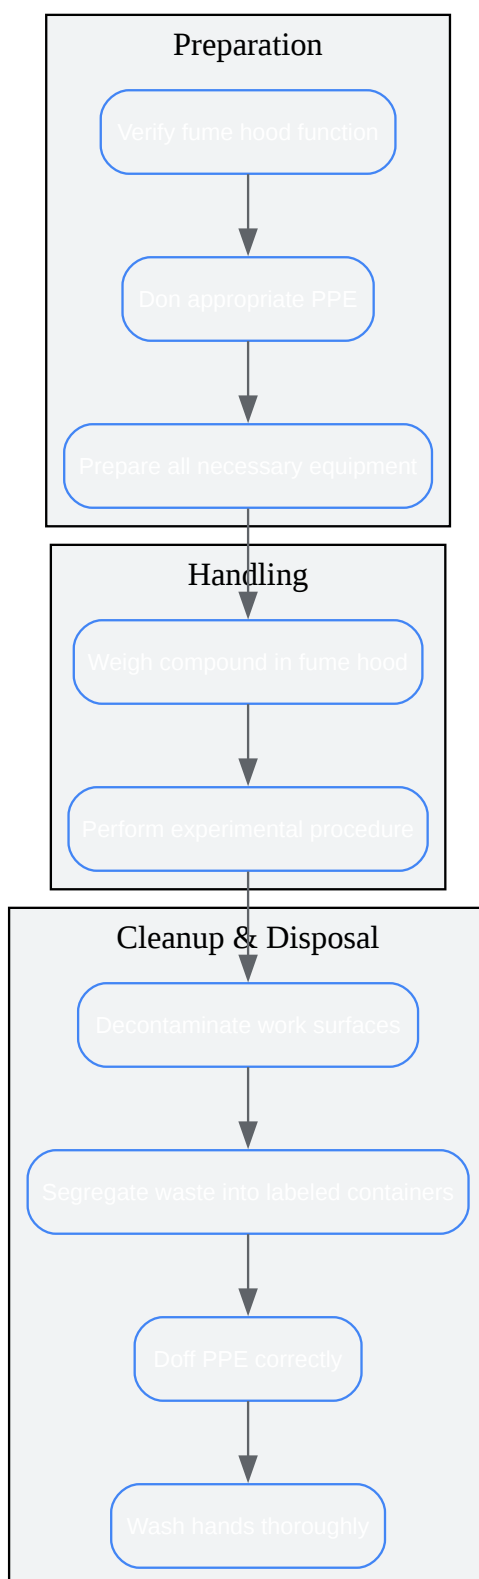 Preparation
Verify fume hood function
Don appropriate PPE
Prepare all necessary equipment
Handling
Weigh compound in fume hood
Perform experimental procedure
Cleanup & Disposal
Decontaminate work surfaces
Segregate waste into labeled containers
Doff PPE correctly
Wash hands thoroughly